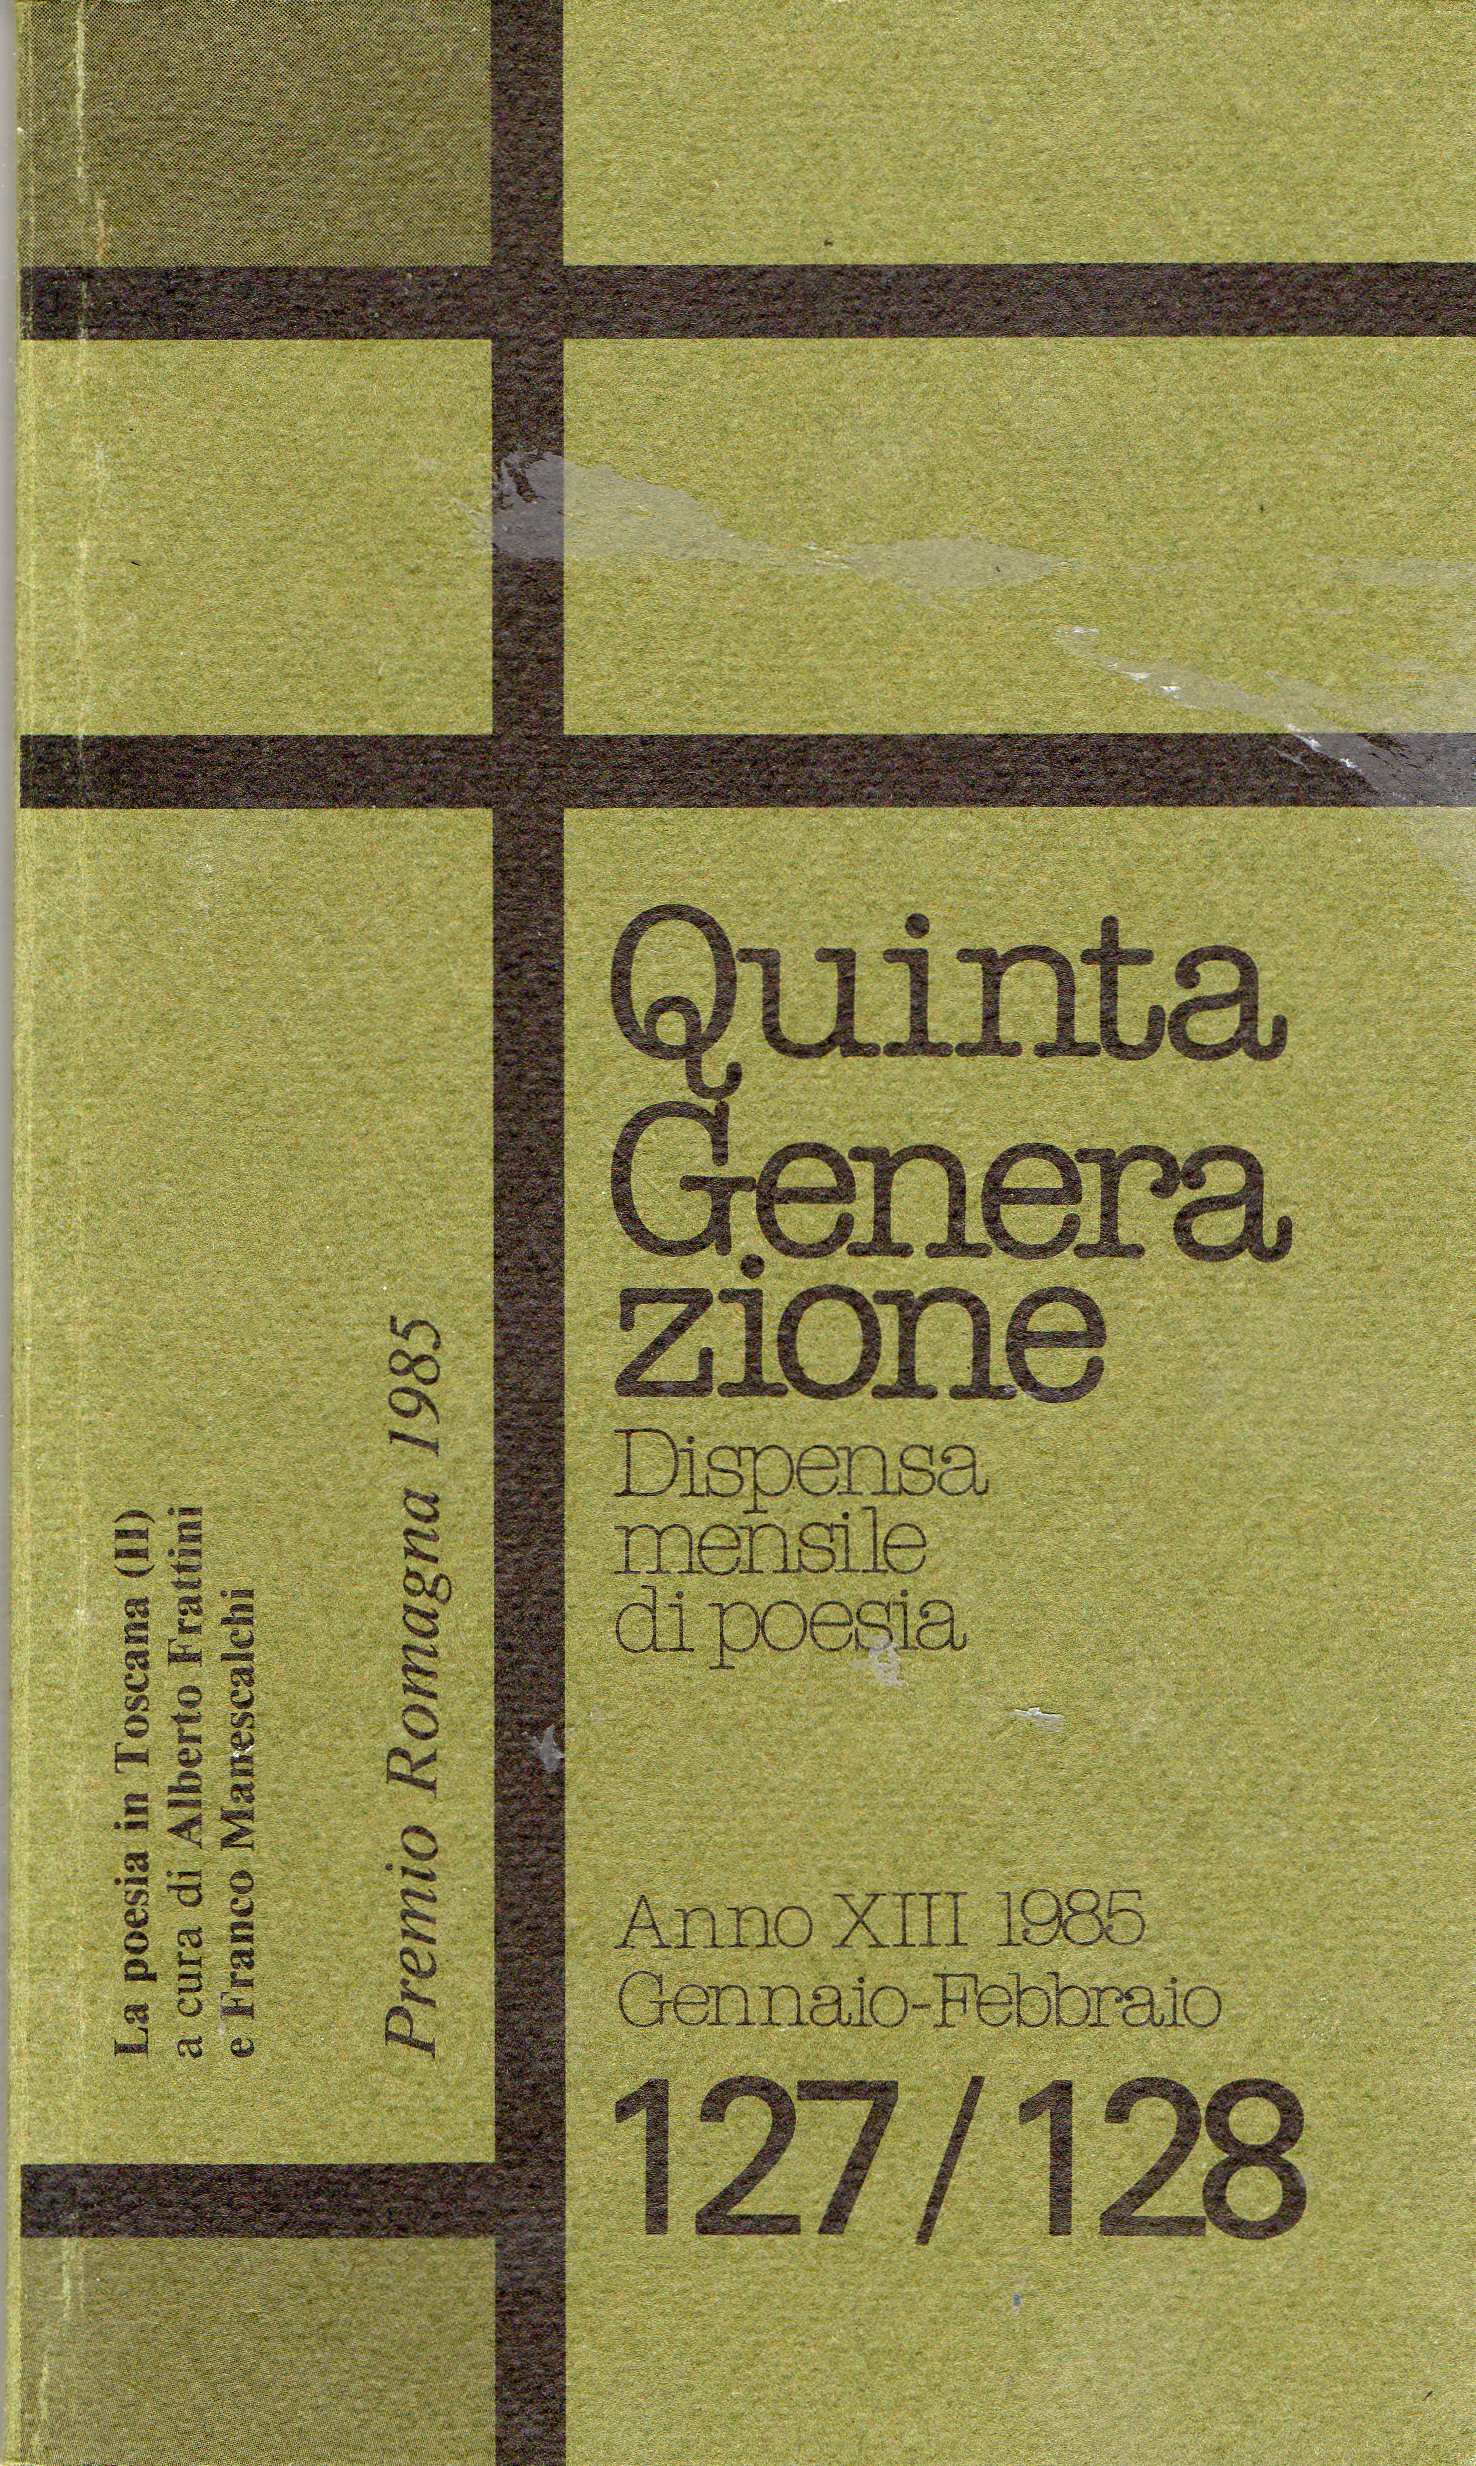 Quinta
Genera
zione
Dispensa
mensile
di poesia
Anno XIII 1985
Gennaio-Febbraio
127/128
La poesia in Toscana (II)
a cura di Alberto Frattini
e Franco Manescalchi
Premio Romagna 1985